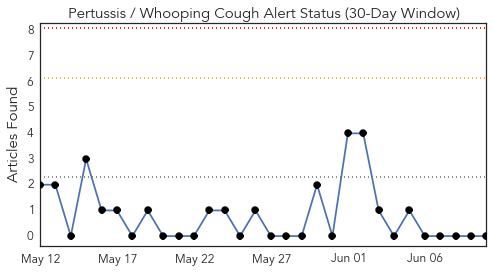 Pertussis / Whooping Cough Alert Status (30-Day Window)
Articles Found
8
7
6
5
4
3
2
1
0
May 12
May 17
May 22
May 27
Jun 01
Jun 06